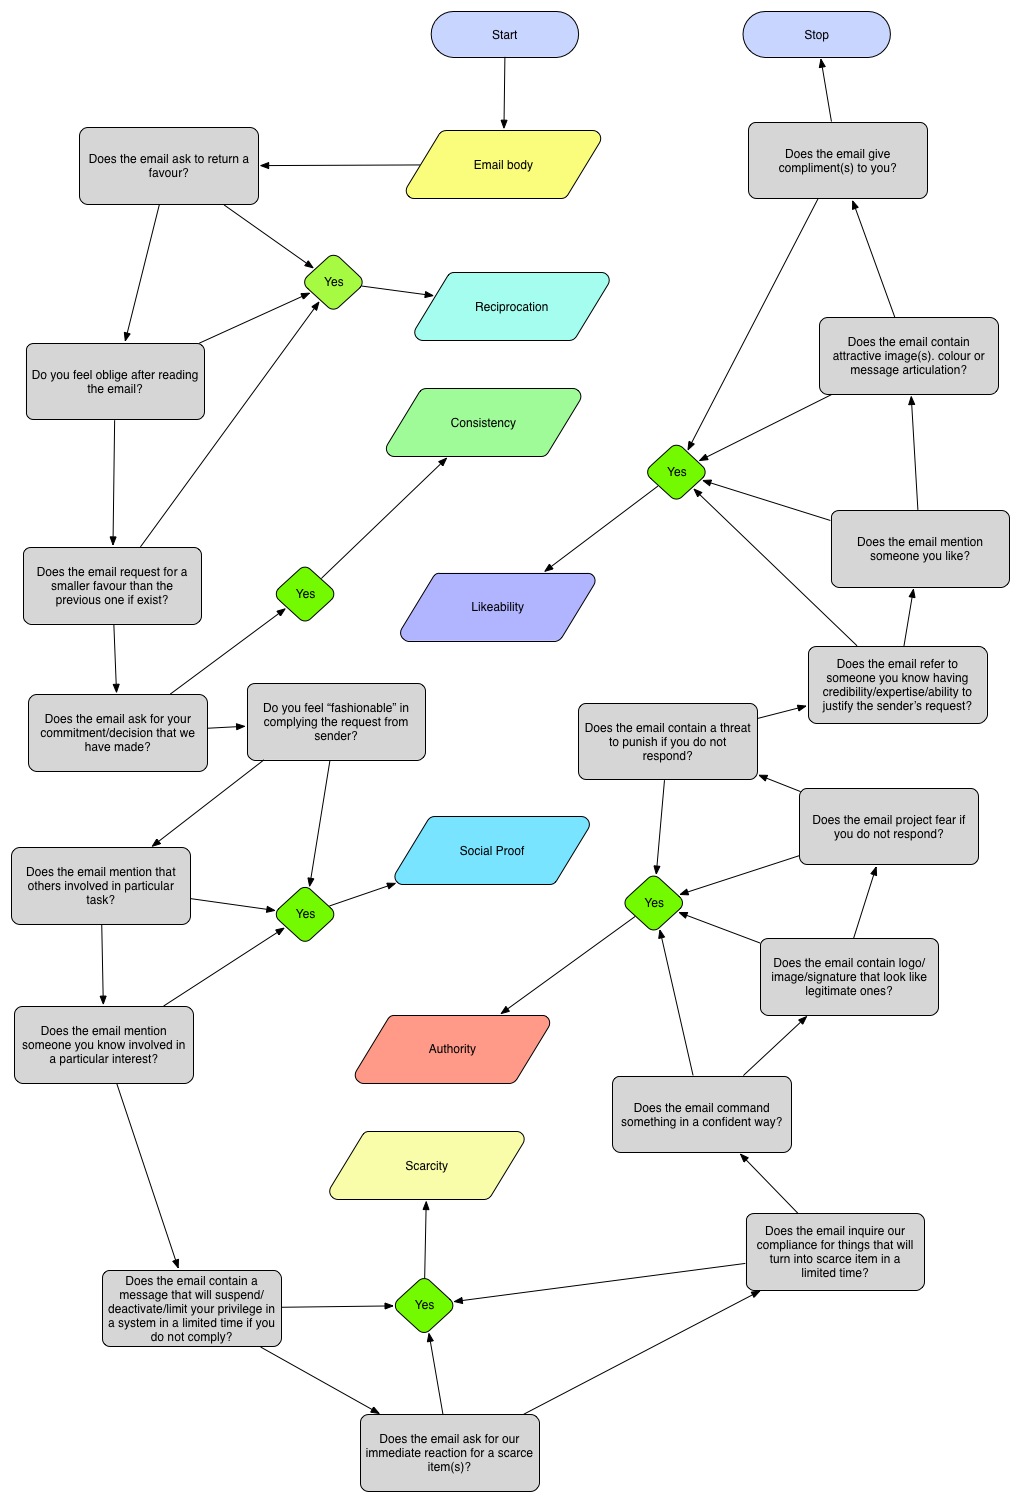 Start
Stop
Email body
Does the email ask to return a
favour?
Yes
Reciprocation
Do you feel oblige after reading
the email?
Consistency
Does the email request for a
smaller favour than the
previous one if exist?
Yes
Does the email ask for your
commitment/decision that we
have made?
Do you feel “fashionable” in
complying the request from
sender?
Does the email mention that
others involved in particular
task?
Yes
Social Proof
Does the email mention
someone you know involved in
a particular interest?
Does the email contain a
message that will suspend/
deactivate/limit your privilege in
a system in a limited time if you
do not comply?
Yes
Scarcity
Does the email ask for our
immediate reaction for a scarce
item(s)?
Does the email inquire our
compliance for things that will
turn into scarce item in a
limited time?
Does the email command
something in a confident way?
Authority
Does the email contain logo/
image/signature that look like
legitimate ones?
Yes
Does the email project fear if
you do not respond?
Does the email contain a threat
to punish if you do not
respond?
Does the email refer to
someone you know having
credibility/expertise/ability to
justify the sender's request?
Likeability
Does the email mention
someone you like?
Yes
Does the email contain
attractive image(s). colour or
message articulation?
Does the email give
compliment(s) to you?